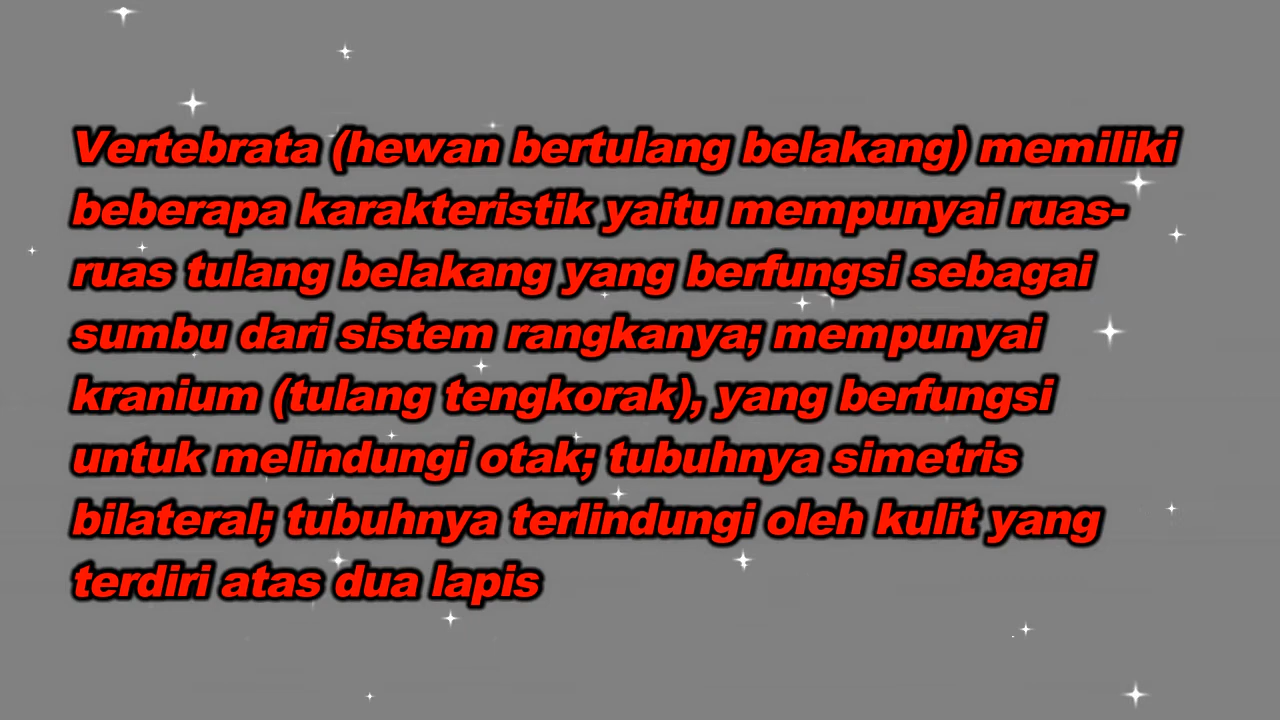 Vertebrata (hewan bertulang belakang) memiliki
beberapa karakteristik yaitu mempunyai ruas-
ruas tulang belakang yang berfungsi sebagai
sumbu dari sistem rangkanya; mempunyai
kranium (tulang tengkorak), yang berfungsi
untuk melindungi otak; tubuhnya simetris
bilateral; tubuhnya terlindungi oleh kulit yang
terdiri atas dua lapis